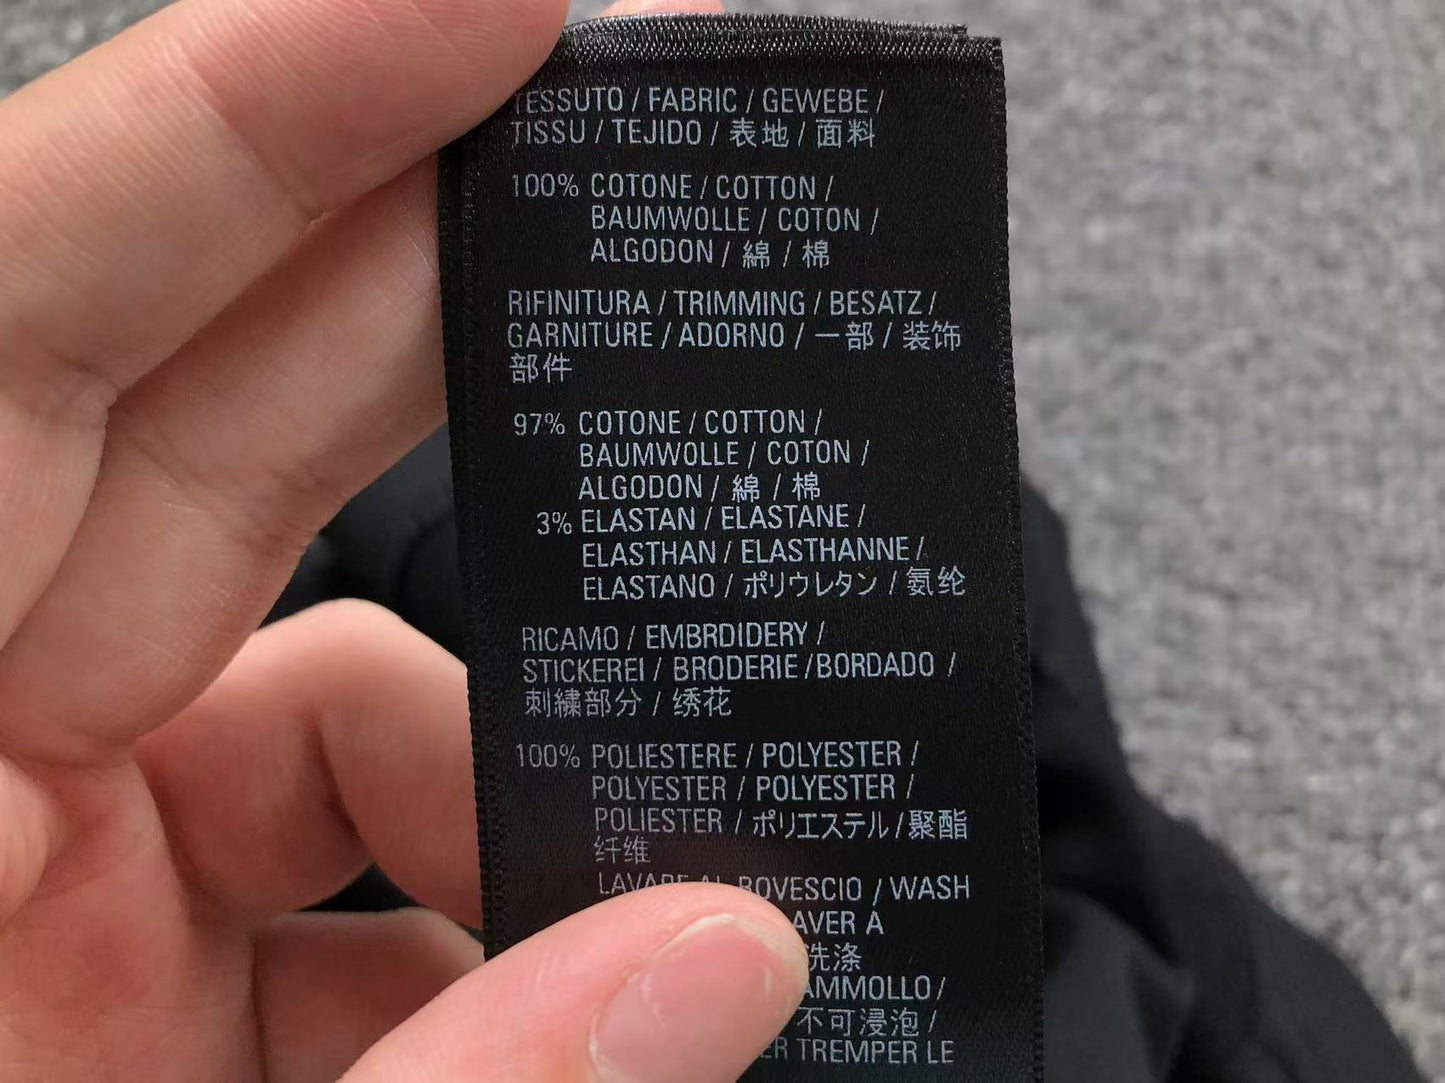 TESSUTO / FABRIC / GEWEBE /
TISSU / TEJIDO / 表地 / 面料
100% COTONE / COTTON /
BAUMWOLLE / COTON /
ALGODON / 綿 / 棉
RIFINITURA / TRIMMING / BESATZ /
GARNITURE / ADORNO / 一部 / 装饰
部件
97% COTONE / COTTON /
BAUMWOLLE / COTON /
ALGODON / 綿 / 棉
3% ELASTAN / ELASTANE /
ELASTHAN / ELASTHANNE /
ELASTANO / ポリウレタン / 氨纶
RICAMO / EMBRDIDERY /
STICKEREI / BRODERIE /BORDADO /
刺繍部分 / 绣花
100% POLIESTERE / POLYESTER /
POLYESTER / POLYESTER /
POLIESTER / ポリエステル / 聚酯
纤维
LAVARE AL ROVESCIO / WASH
LAVER A
洗涤
AMMOLLO /
不可浸泡 /
TREMPER LE